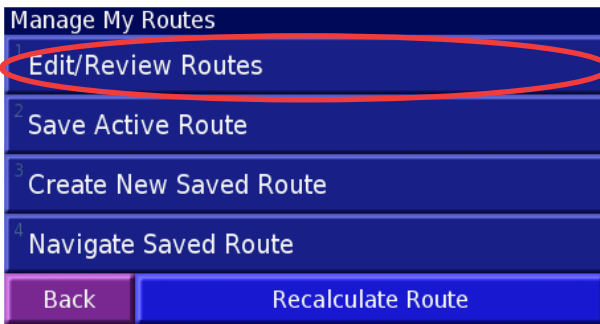 Manage My Routes
1 Edit/Review Routes
2 Save Active Route
3 Create New Saved Route
4 Navigate Saved Route
Back Recalculate Route